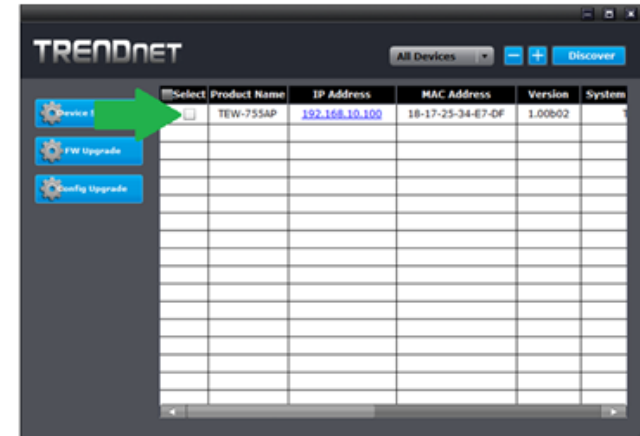 TRENDnet
All Devices
Discover
Select Product Name IP Address MAC Address Version System
TEW-755AP 192.168.10.100 18-17-25-34-E7-DF 1.00b02
Device S
FW Upgrade
Config Upgrade